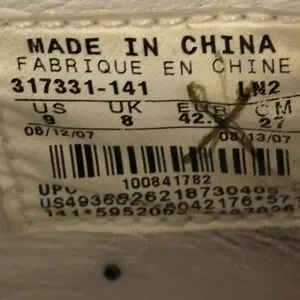 MADE IN CHINA
FABRIQUE EN CHINE
317331-141 LN2
US UK EUR CM
9 8 42.5 27
06/12/07 08/13/07
100841782
UPC